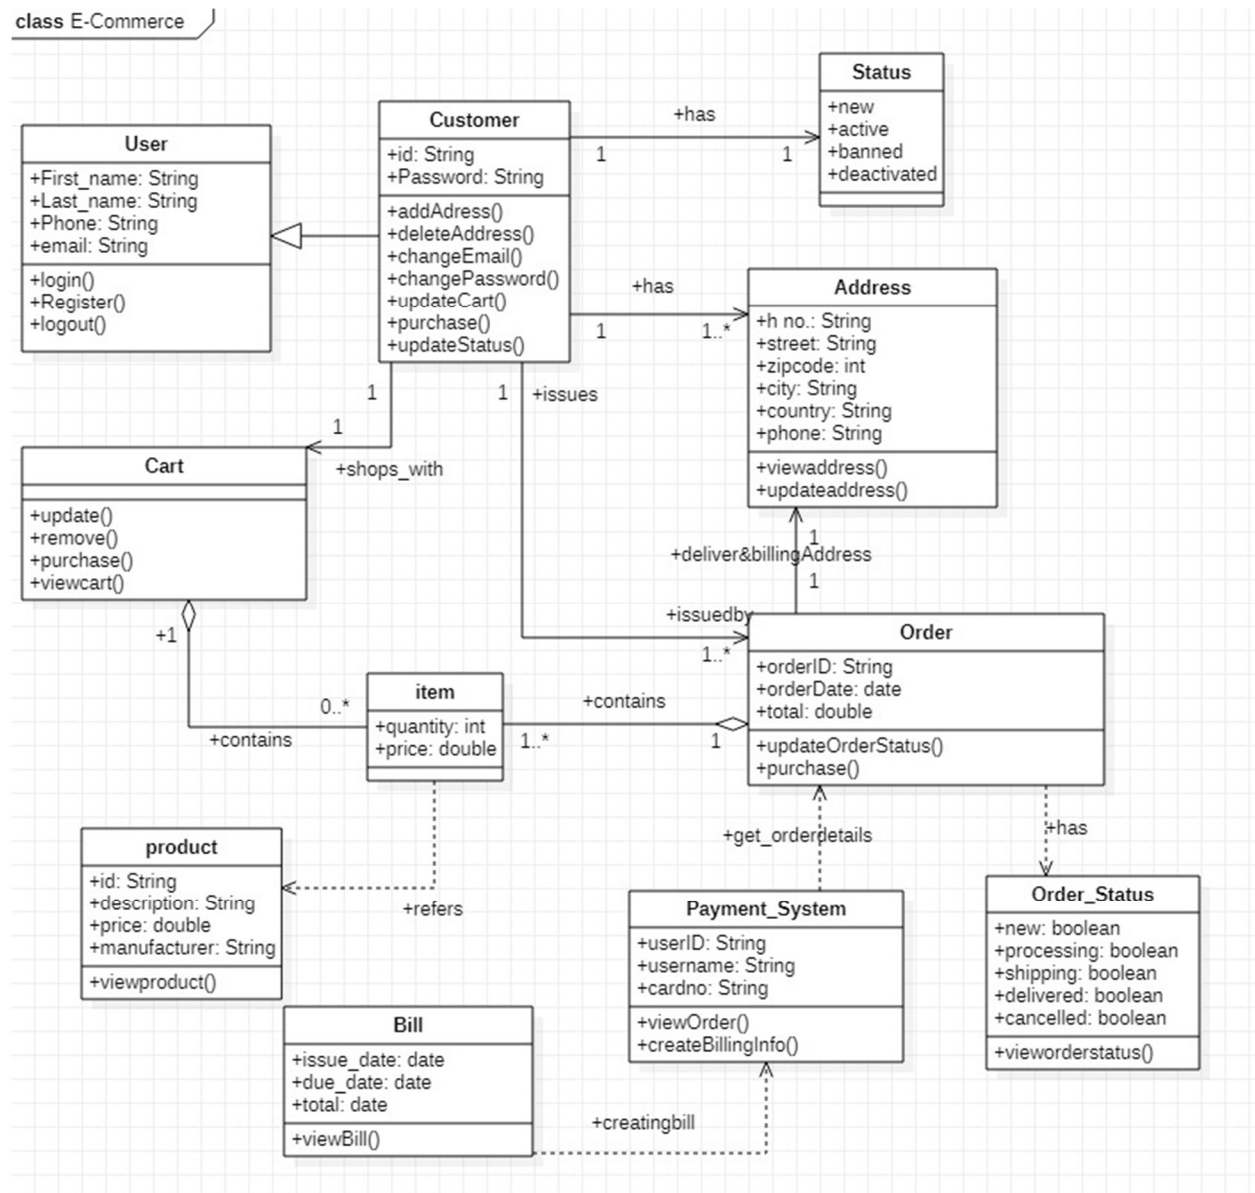 class E-Commerce
Status
+new
+active
+banned
+deactivated
Customer
+id: String
+Password: String
+addAdress()
+deleteAddress()
+changeEmail()
+changePassword()
+updateCart()
+purchase()
+updateStatus()
+has
1
1
User
+First_name: String
+Last_name: String
+Phone: String
+email: String
+login()
+Register()
+logout()
+has
1
1..*
Address
+h no.: String
+street: String
+zipcode: int
+city: String
+country: String
+phone: String
+viewaddress()
+updateaddress()
1
1
+shops_with
1
+issues
Cart
+update()
+remove()
+purchase()
+viewcart()
1
+deliver&billingAddress
1
+issuedby
1..*
Order
+orderID: String
+orderDate: date
+total: double
+updateOrderStatus()
+purchase()
+1
0..*
+contains
item
+quantity: int
+price: double
+contains
1..*
1
+get_orderdetails
+has
product
+id: String
+description: String
+price: double
+manufacturer: String
+viewproduct()
+refers
Payment_System
+userID: String
+username: String
+cardno: String
+viewOrder()
+createBillingInfo()
Order_Status
+new: boolean
+processing: boolean
+shipping: boolean
+delivered: boolean
+cancelled: boolean
+vieworderstatus()
Bill
+issue_date: date
+due_date: date
+total: date
+viewBill()
+creatingbill